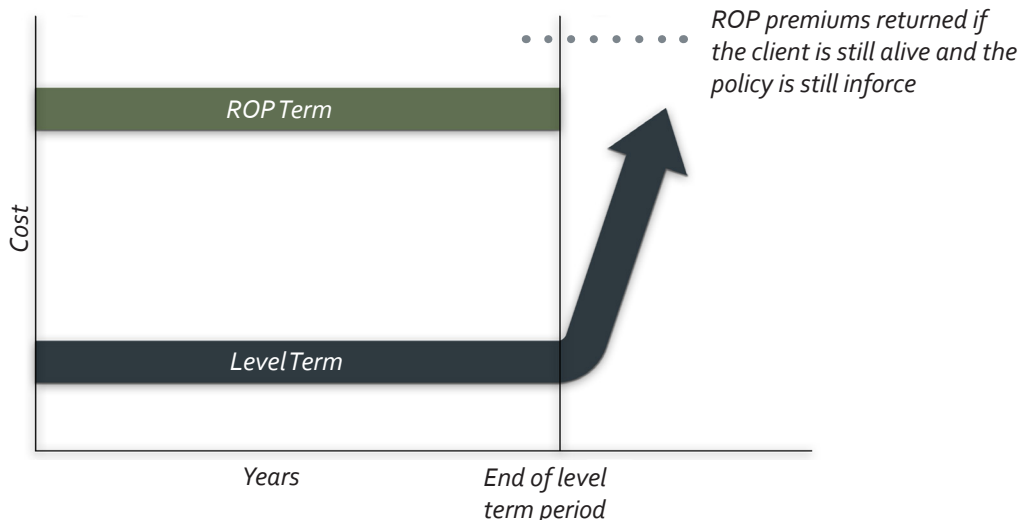 ROP premiums returned if
the client is still alive and the
policy is still inforce
ROP Term
Cost
Level Term
Years
End of level
term period